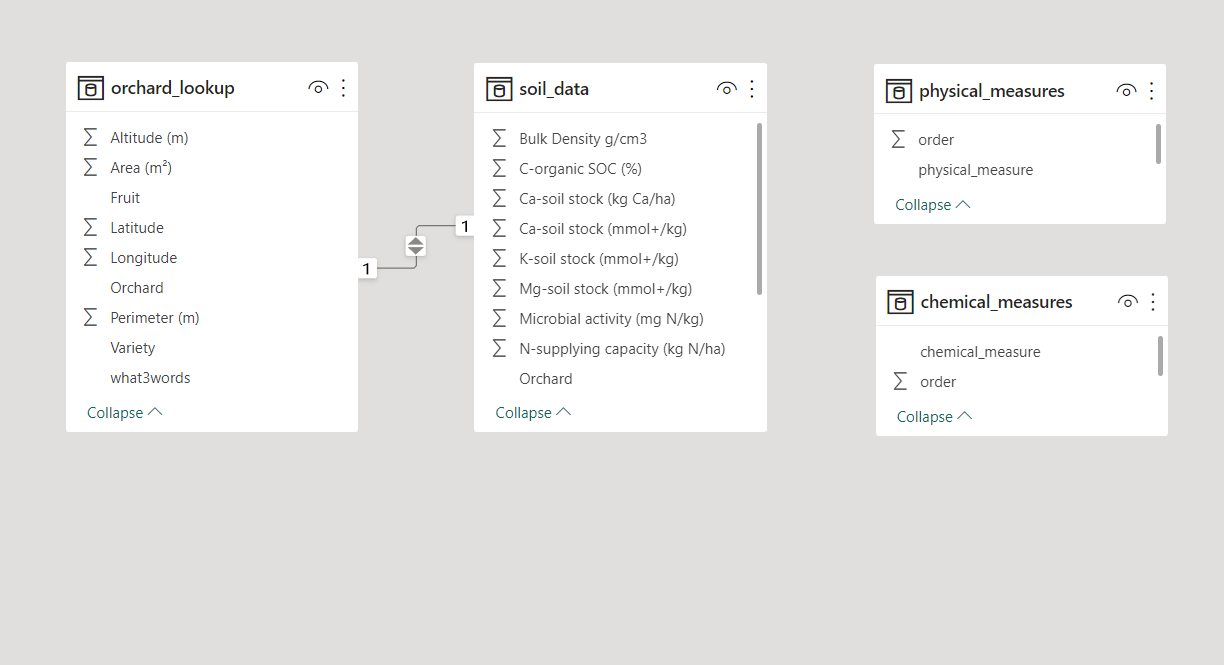 orchard_lookup
Altitude (m)
Area (m²)
Fruit
Latitude
Longitude
Orchard
Perimeter (m)
Variety
what3words
Collapse
1
1
soil_data
Bulk Density g/cm3
C-organic SOC (%)
Ca-soil stock (kg Ca/ha)
Ca-soil stock (mmol+/kg)
K-soil stock (mmol+/kg)
Mg-soil stock (mmol+/kg)
Microbial activity (mg N/kg)
N-supplying capacity (kg N/ha)
Orchard
Collapse
physical_measures
order
physical_measure
Collapse
chemical_measures
chemical_measure
order
Collapse